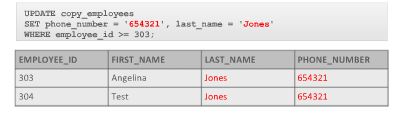 UPDATE copy_employees
SET phone_number = '654321', last_name = 'Jones'
WHERE employee_id >= 303;
EMPLOYEE_ID FIRST_NAME LAST_NAME PHONE_NUMBER
303 Angelina Jones 654321
304 Test Jones 654321